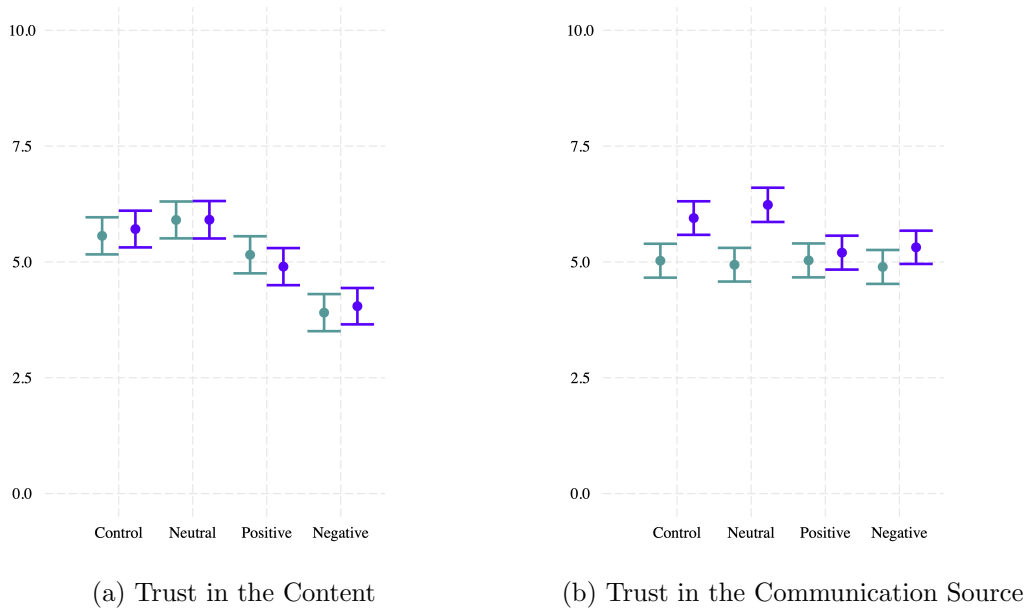 10.0
7.5
5.0
2.5
0.0
Control Neutral Positive Negative
(a) Trust in the Content
10.0
7.5
5.0
2.5
0.0
Control Neutral Positive Negative
(b) Trust in the Communication Source